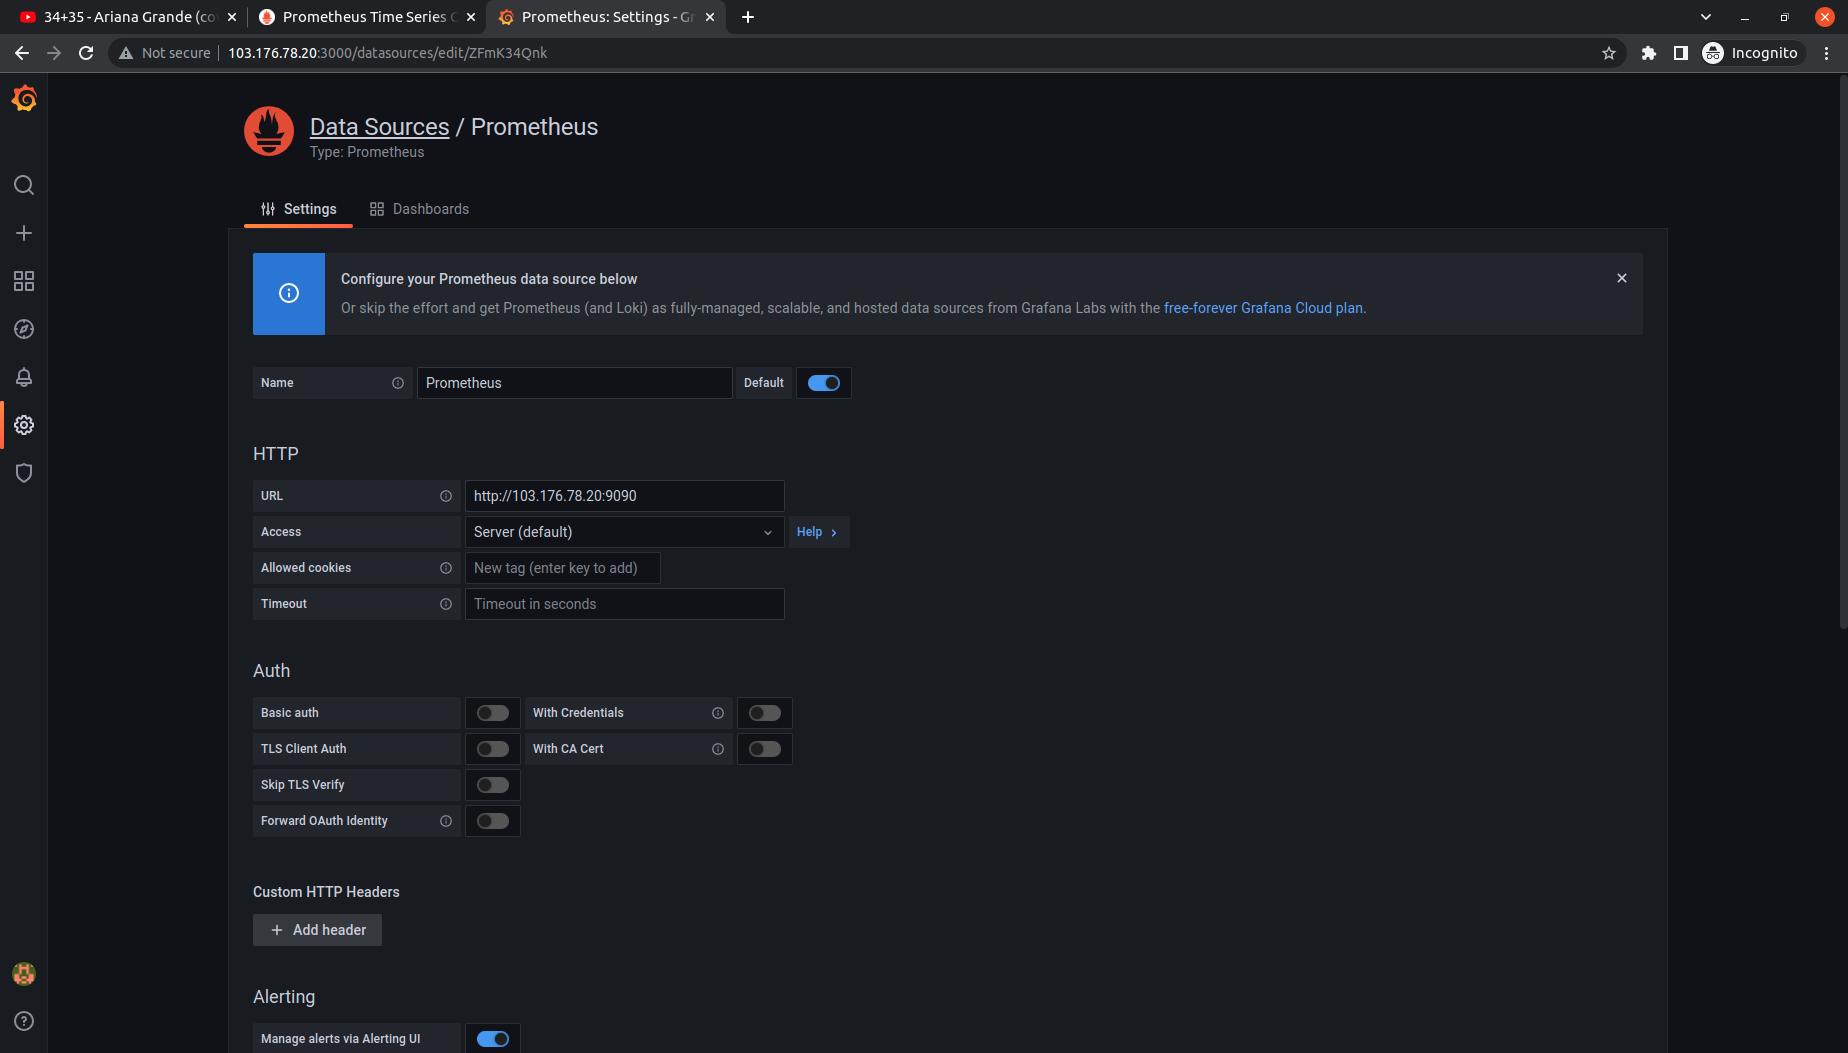 34+35 - Ariana Grande (co
Prometheus Time Series C
Prometheus: Settings - Gr
Not secure
103.176.78.20:3000/datasources/edit/ZFmK34Qnk
Incognito
Data Sources / Prometheus
Type: Prometheus
Settings
Dashboards
Configure your Prometheus data source below
Or skip the effort and get Prometheus (and Loki) as fully-managed, scalable, and hosted data sources from Grafana Labs with the free-forever Grafana Cloud plan.
Name
Prometheus
Default
HTTP
URL
http://103.176.78.20:9090
Access
Server (default)
Help
Allowed cookies
New tag (enter key to add)
Timeout
Timeout in seconds
Auth
Basic auth
With Credentials
TLS Client Auth
With CA Cert
Skip TLS Verify
Forward OAuth Identity
Custom HTTP Headers
Add header
Alerting
Manage alerts via Alerting UI